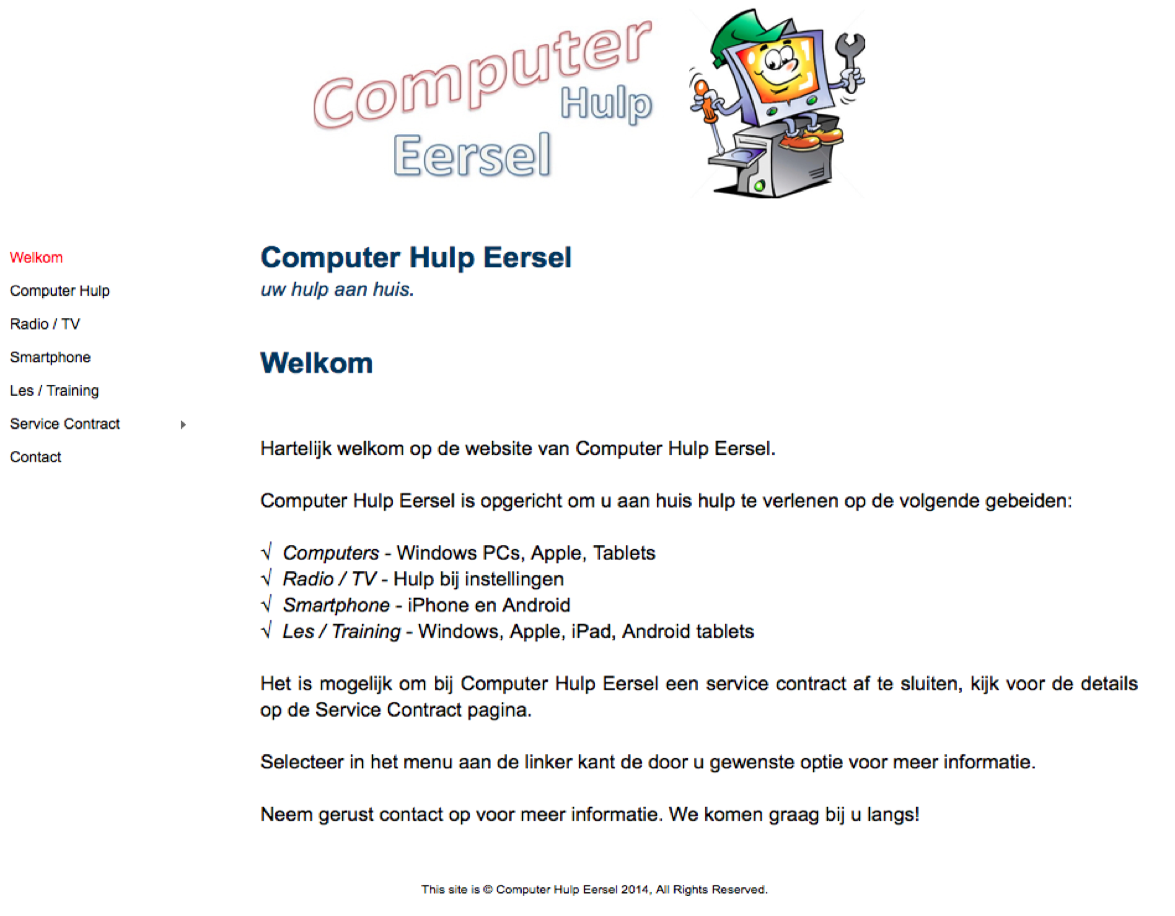 Computer
Hulp
Eersel
Welkom
Computer Hulp
Radio / TV
Smartphone
Les / Training
Service Contract
Contact
Computer Hulp Eersel
uw hulp aan huis.
Welkom
Hartelijk welkom op de website van Computer Hulp Eersel.
Computer Hulp Eersel is opgericht om u aan huis hulp te verlenen op de volgende gebeiden:
√ Computers - Windows PCs, Apple, Tablets
√ Radio / TV - Hulp bij instellingen
√ Smartphone - iPhone en Android
√ Les / Training - Windows, Apple, iPad, Android tablets
Het is mogelijk om bij Computer Hulp Eersel een service contract af te sluiten, kijk voor de details
op de Service Contract pagina.
Selecteer in het menu aan de linker kant de door u gewenste optie voor meer informatie.
Neem gerust contact op voor meer informatie. We komen graag bij u langs!
This site is © Computer Hulp Eersel 2014, All Rights Reserved.